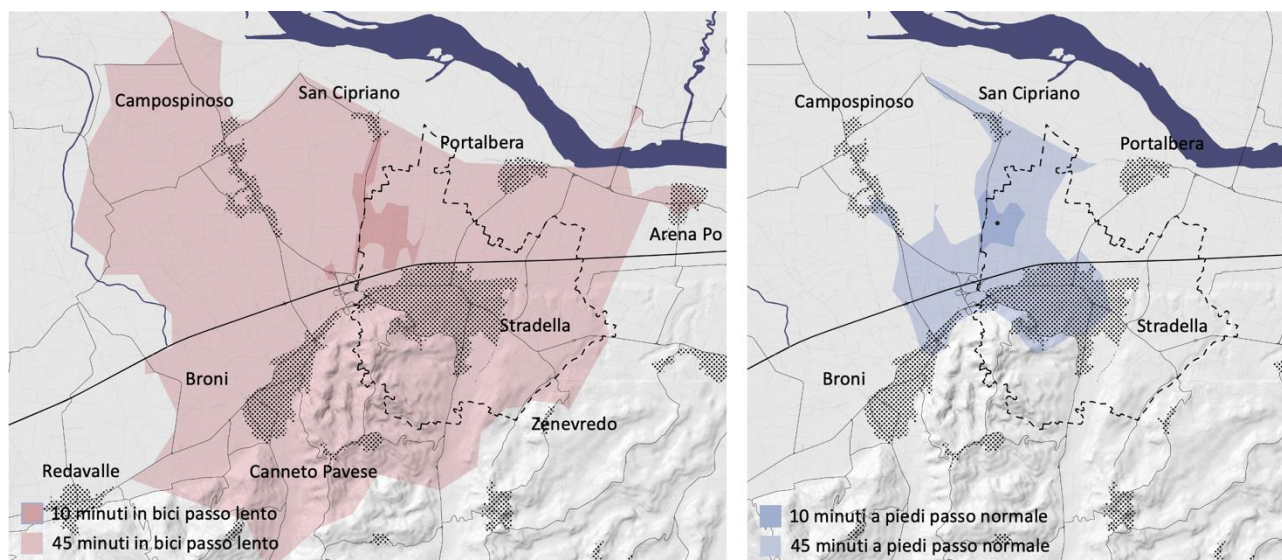 Campospinoso
San Cipriano
Portalbera
Arena Po
Stradella
Broni
Zenevredo
Redavalle
Canneto Pavese
10 minuti in bici passo lento
45 minuti in bici passo lento
San Cipriano
Campospinoso
Portalbera
Stradella
Broni
10 minuti a piedi passo normale
45 minuti a piedi passo normale